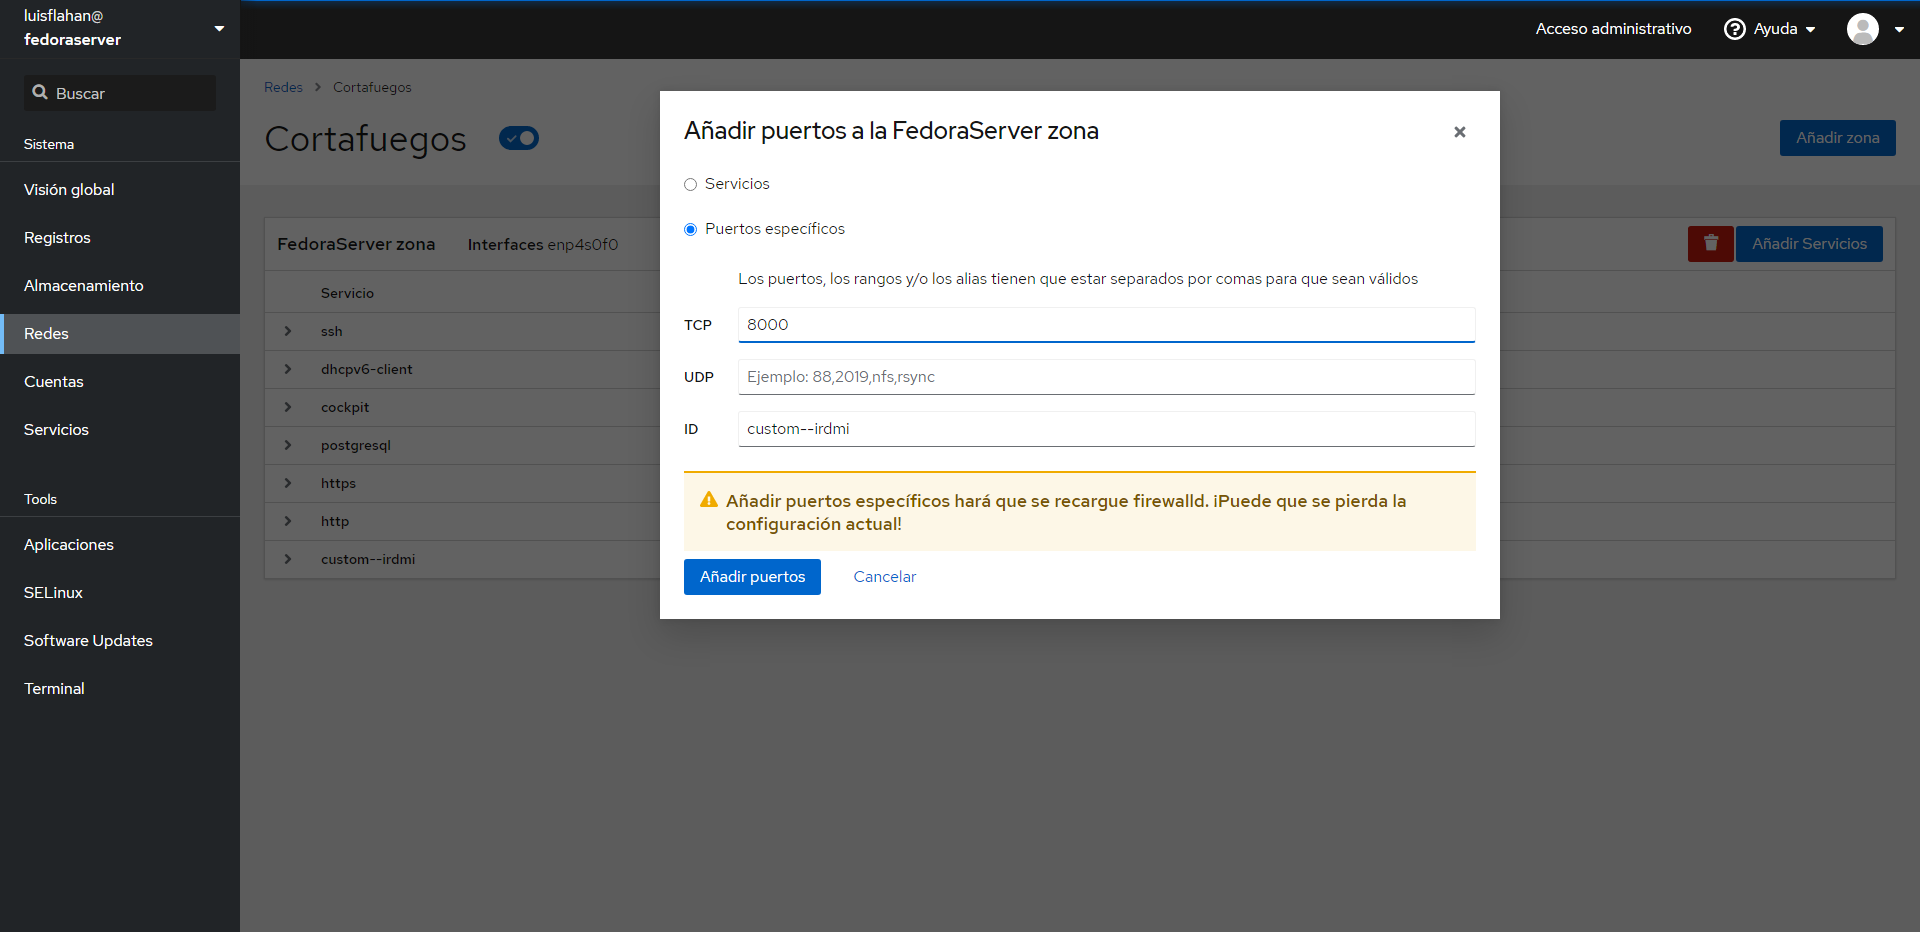 luisflahan@
fedoraserver
Acceso administrativo
Ayuda
Buscar
Sistema
Visión global
Registros
Almacenamiento
Redes
Cuentas
Servicios
Tools
Aplicaciones
SELinux
Software Updates
Terminal
Redes > Cortafuegos
Cortafuegos
Añadir zona
FedoraServer zona Interfaces enp4s0f0
Añadir Servicios
Servicio
ssh
dhcpv6-client
cockpit
postgresql
https
http
custom--irdmi
Añadir puertos a la FedoraServer zona
Servicios
Puertos específicos
Los puertos, los rangos y/o los alias tienen que estar separados por comas para que sean válidos
TCP 8000
UDP Ejemplo: 88,2019,nfs,rsync
ID custom--irdmi
Añadir puertos específicos hará que se recargue firewalld. ¡Puede que se pierda la
configuración actual!
Añadir puertos Cancelar